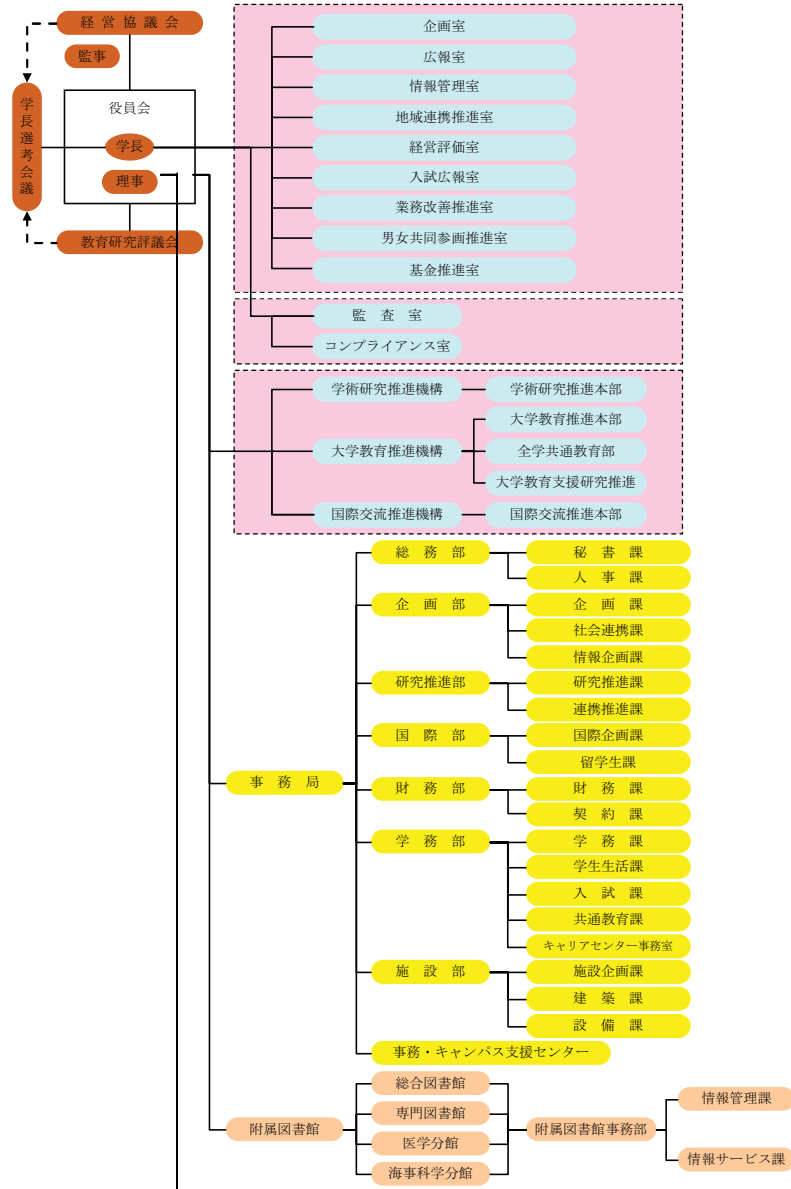 経営協議会
監事
学長選考会議
役員会
学長
理事
教育研究評議会
企画室
広報室
情報管理室
地域連携推進室
経営評価室
入試広報室
業務改善推進室
男女共同参画推進室
基金推進室
監査室
コンプライアンス室
学術研究推進機構
学術研究推進本部
大学教育推進機構
大学教育推進本部
全学共通教育部
大学教育支援研究推進
国際交流推進機構
国際交流推進本部
事務局
総務部
秘書課
人事課
企画部
企画課
社会連携課
情報企画課
研究推進部
研究推進課
連携推進課
国際部
国際企画課
留学生課
財務部
財務課
契約課
学務部
学務課
学生生活課
入試課
共通教育課
キャリアセンター事務室
施設部
施設企画課
建築課
設備課
事務・キャンパス支援センター
附属図書館
総合図書館
専門図書館
医学分館
海事科学分館
附属図書館事務部
情報管理課
情報サービス課